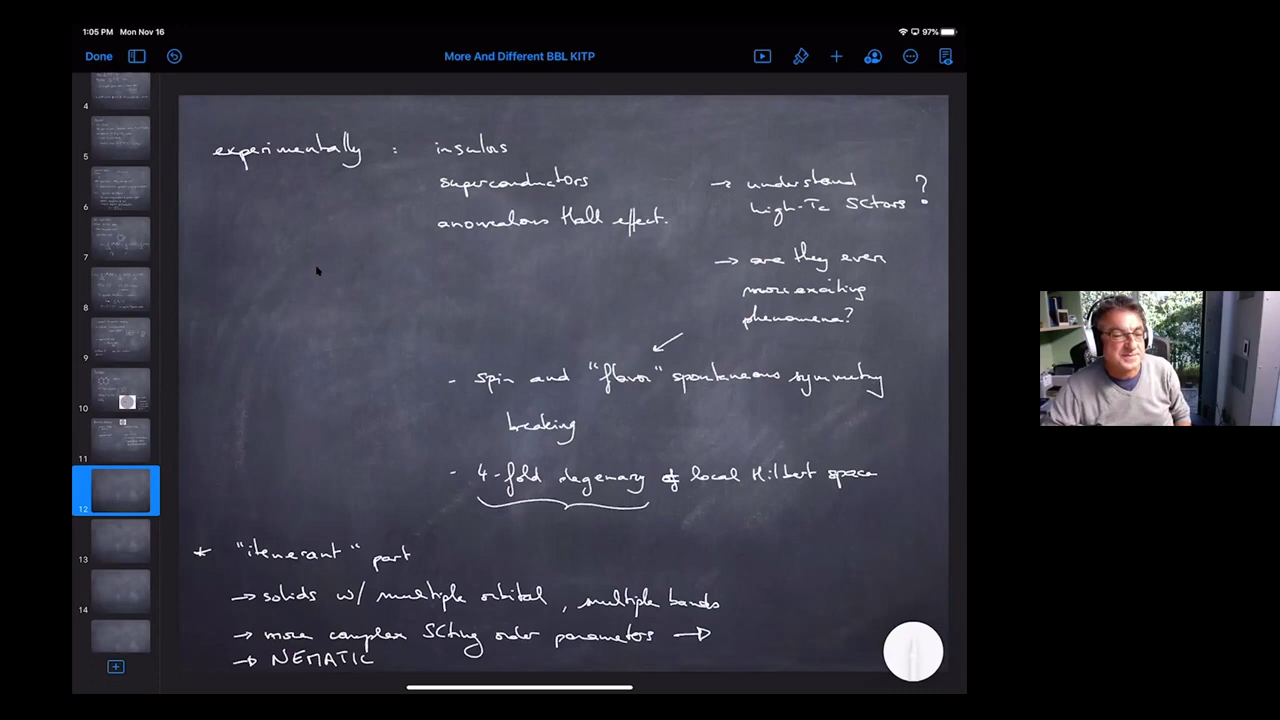 1:05 PM Mon Nov 16
97%
Done
More And Different BBL KITP
4
5
6
7
8
9
10
11
12
13
14
experimentally : insulators
superconductors
anomalous Hall effect.
→ understand
high-Tc SCtors ?
→ are they even
more exciting
phenomena?
- spin and "flavor" spontaneous symmetry
breaking
- 4-fold degenary of local Hilbert space
* "itenerant" part
→ solids w/ multiple orbital, multiple bands
→ more complex SCting order parameters →
→ NEMATIC